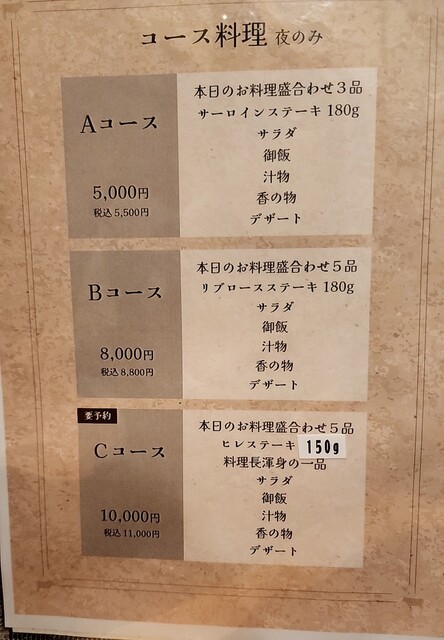 コース料理 夜のみ
Aコース
5,000円
税込5,500円
本日のお料理盛合わせ3品
サーロインステーキ 180g
サラダ
御飯
汁物
香の物
デザート
Bコース
8,000円
税込8,800円
本日のお料理盛合わせ5品
リブロースステーキ 180g
サラダ
御飯
汁物
香の物
デザート
要予約
Cコース
10,000円
税込11,000円
本日のお料理盛合わせ5品
ヒレステーキ 150g
料理長渾身の一品
サラダ
御飯
汁物
香の物
デザート